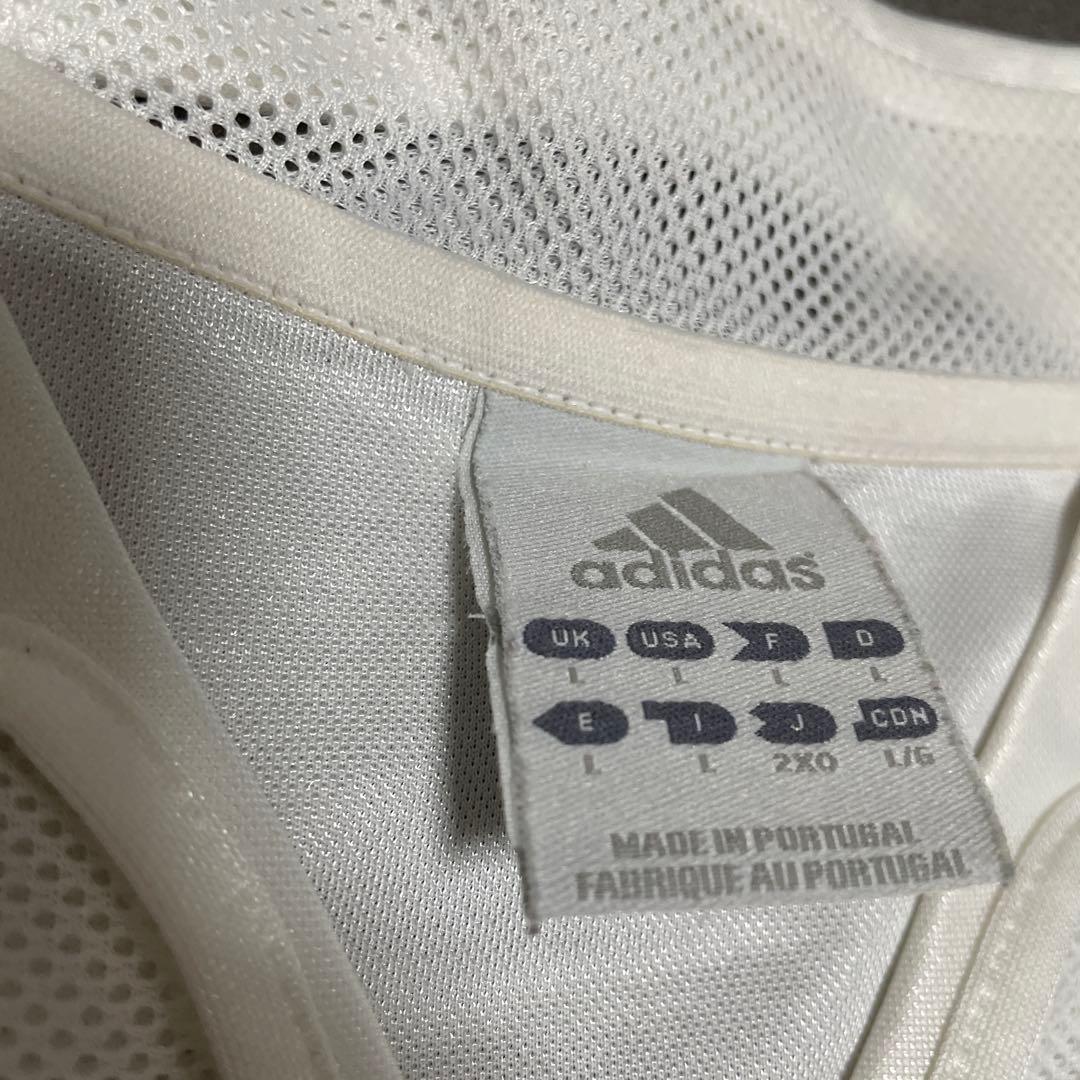 adidas
UK USA F D
L L L L
E I J CDN
L L 2XO L/G
MADE IN PORTUGAL
FABRIQUE AU PORTUGAL